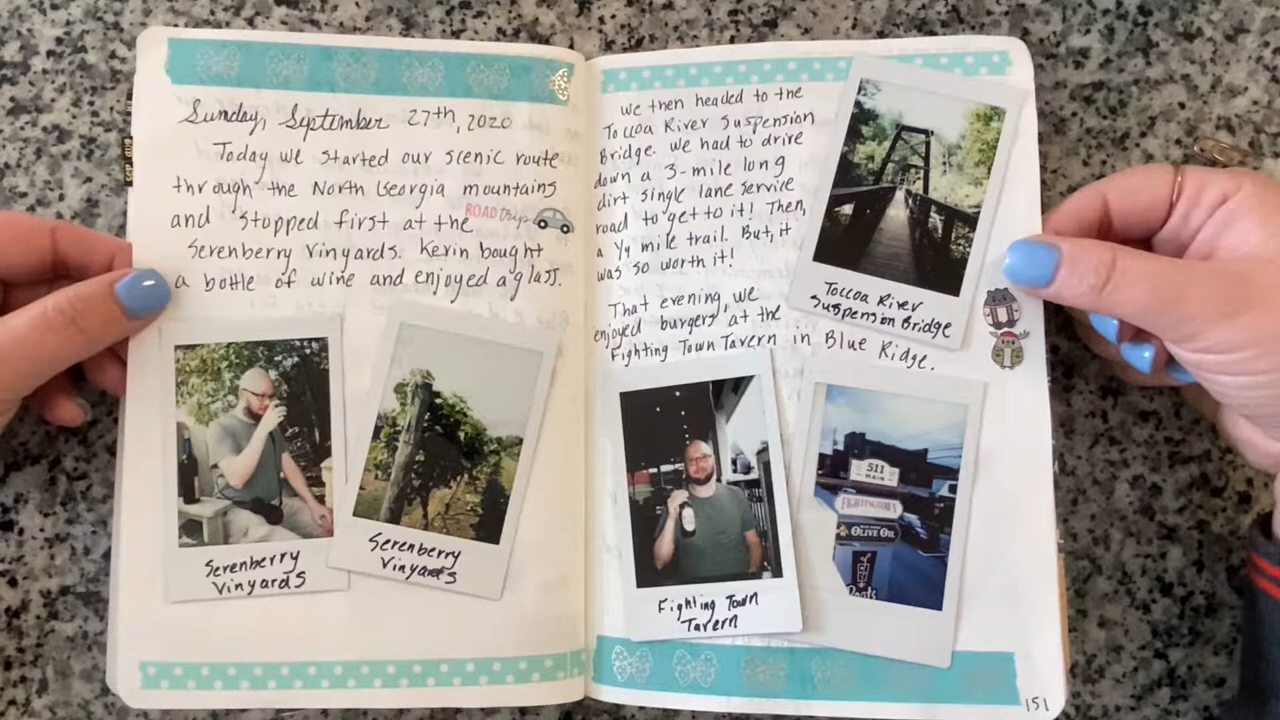 Sunday, September 27th, 2020
Today we started our scenic route
through the North Georgia mountains
and stopped first at the
ROAD trip
Serenberry Vinyards. Kerin bought
a bottle of wine and enjoyed a glass.
Serenberry
Vinyards
Serenberry
Vinyards
We then headed to the
Toccoa River Suspension
Bridge. We had to drive
down a 3-mile long
dirt single lane service
road to get to it! Then,
a 1/4 mile trail. But, it
was so worth it!
Toccoa River
Suspension Bridge
That evening, we
enjoyed burgers at the
Fighting Town Tavern in Blue Ridge.
Fighting Town
Tavern
511
MAIN
FIGHTINGTOWN
OLIVE OIL
151